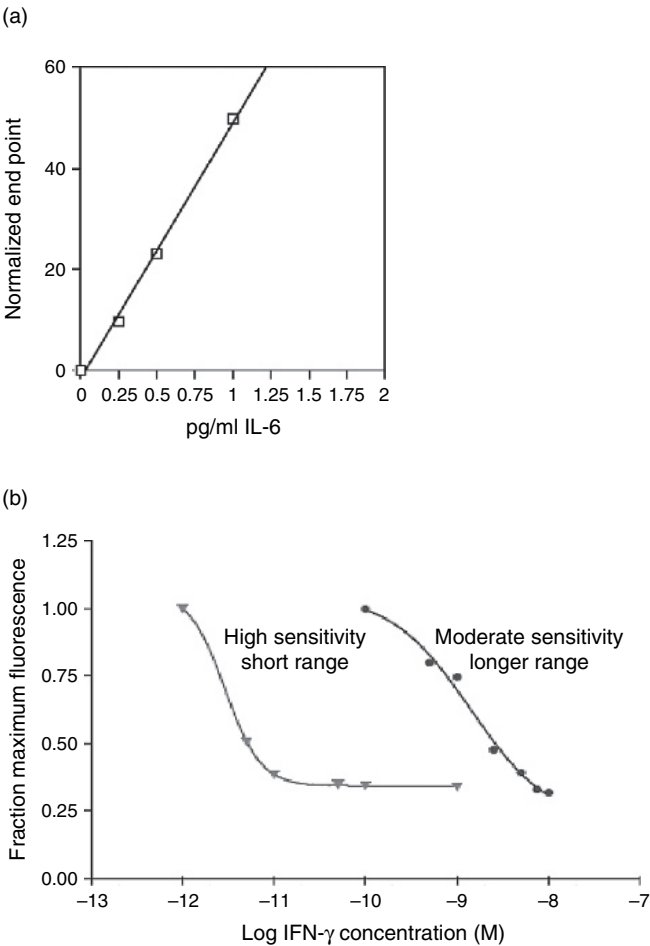 (a)
60
40
20
0
Normalized end point
0 0.25 0.5 0.75 1 1.25 1.5 1.75 2
pg/ml IL-6
(b)
1.25
1.00
0.75
0.50
0.25
0.00
Fraction maximum fluorescence
High sensitivity
short range
Moderate sensitivity
longer range
–13 –12 –11 –10 –9 –8 –7
Log IFN-γ concentration (M)